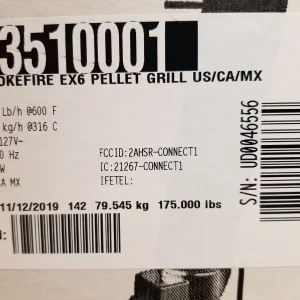 3510001
OKEFIRE EX6 PELLET GRILL US/CA/MX
Lb/h @600 F
kg/h @316 C
127V~
0 Hz
W
A MX
FCCID:2AHSR-CONNECT1
IC:21267-CONNECT1
IFETEL:
11/12/2019 142 79.545 kg 175.000 lbs
S/N: UD0046556
N: